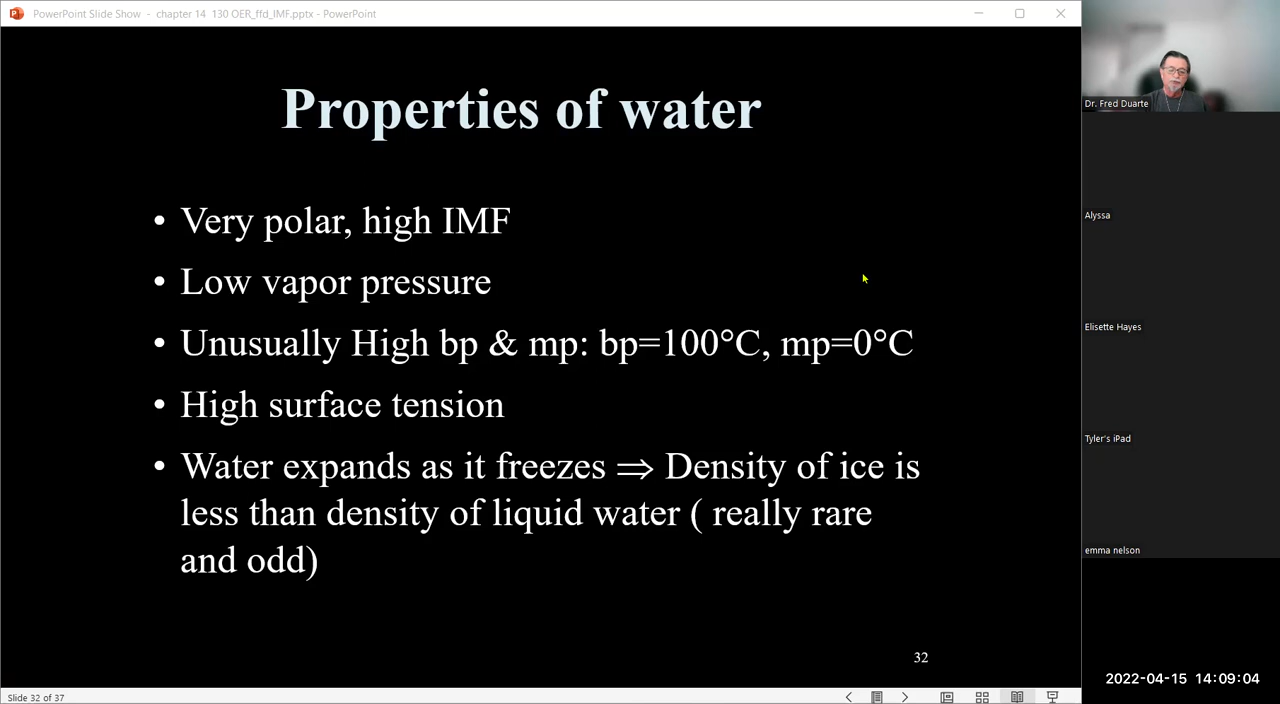 PowerPoint Slide Show - chapter 14 130 OER_ffd_IMF.pptx - PowerPoint
Properties of water
• Very polar, high IMF
• Low vapor pressure
• Unusually High bp & mp: bp=100°C, mp=0°C
• High surface tension
• Water expands as it freezes ⇒ Density of ice is
less than density of liquid water ( really rare
and odd)
32
Slide 32 of 37
Dr. Fred Duarte
Alyssa
Elisette Hayes
Tyler's iPad
emma nelson
2022-04-15 14:09:04